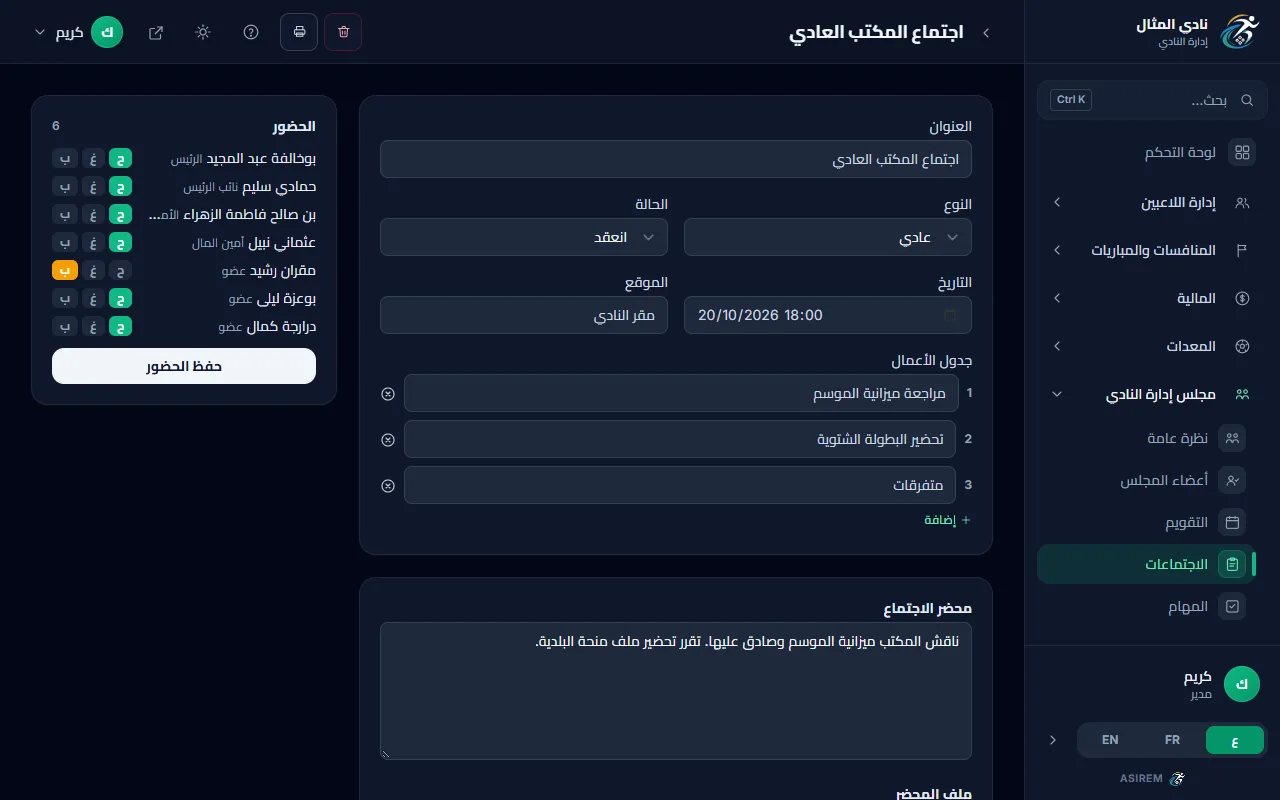 نادي المثال
إدارة النادي
بحث...
Ctrl K
لوحة التحكم
إدارة اللاعبين
المنافسات والمباريات
المالية
المعدات
مجلس إدارة النادي
نظرة عامة
أعضاء المجلس
التقويم
الاجتماعات
المهام
ك
كريم
مدير
ع
FR
EN
ASIREM
اجتماع المكتب العادي
ك
كريم
العنوان
اجتماع المكتب العادي
النوع
الحالة
عادي
انعقد
التاريخ
الموقع
20/10/2026 18:00
مقر النادي
جدول الأعمال
1 مراجعة ميزانية الموسم
2 تحضير البطولة الشتوية
3 متفرقات
+ إضافة
محضر الاجتماع
ناقش المكتب ميزانية الموسم وصادق عليها. تقرر تحضير ملف منحة البلدية.
ملف المحضر
الحضور 6
بوخالفة عبد المجيد الرئيس ح غ ب
حمادي سليم نائب الرئيس ح غ ب
بن صالح فاطمة الزهراء الأم... ح غ ب
عثماني نبيل أمين المال ح غ ب
مقران رشيد عضو ح غ ب
بوعزة ليلى عضو ح غ ب
درارجة كمال عضو ح غ ب
حفظ الحضور